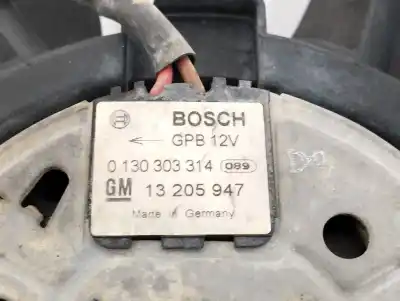 BOSCH
GPB 12V
0 130 303 314 089
GM 13 205 947
Made in Germany